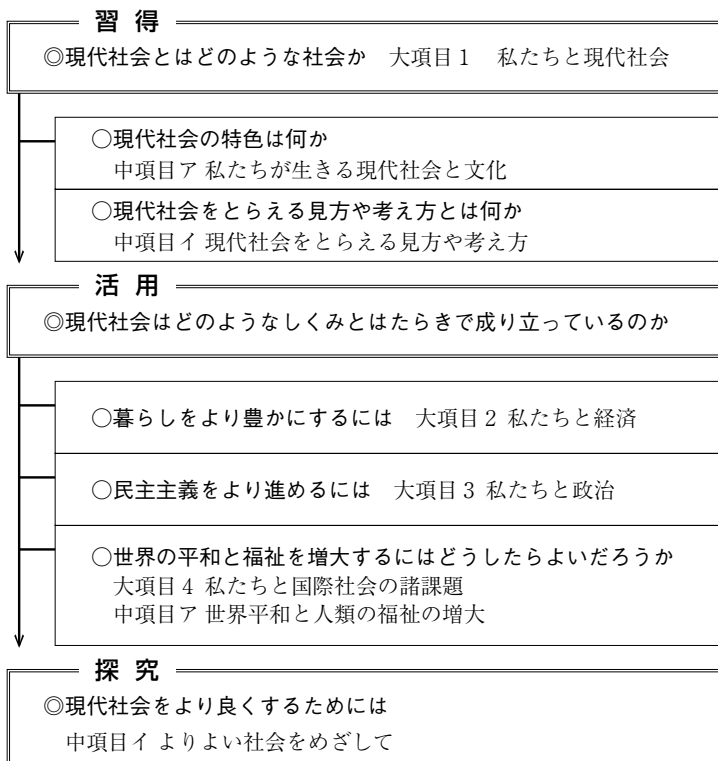 習 得
◎現代社会とはどのような社会か　大項目１　私たちと現代社会
○現代社会の特色は何か
中項目ア 私たちが生きる現代社会と文化
○現代社会をとらえる見方や考え方とは何か
中項目イ 現代社会をとらえる見方や考え方
活 用
◎現代社会はどのようなしくみとはたらきで成り立っているのか
○暮らしをより豊かにするには　大項目２ 私たちと経済
○民主主義をより進めるには　大項目３ 私たちと政治
○世界の平和と福祉を増大するにはどうしたらよいだろうか
大項目４ 私たちと国際社会の諸課題
中項目ア 世界平和と人類の福祉の増大
探 究
◎現代社会をより良くするためには
中項目イ よりよい社会をめざして